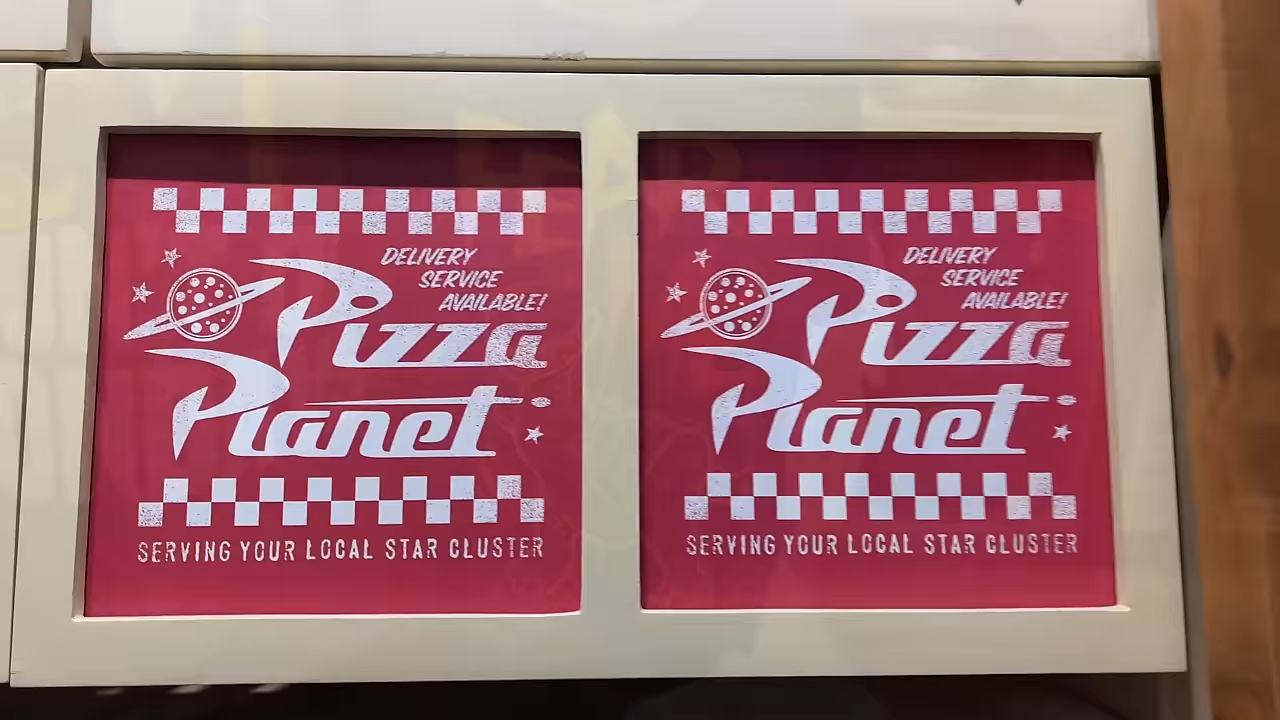 DELIVERY
SERVICE
AVAILABLE!
Pizza
Planet
SERVING YOUR LOCAL STAR CLUSTER
DELIVERY
SERVICE
AVAILABLE!
Pizza
Planet
SERVING YOUR LOCAL STAR CLUSTER